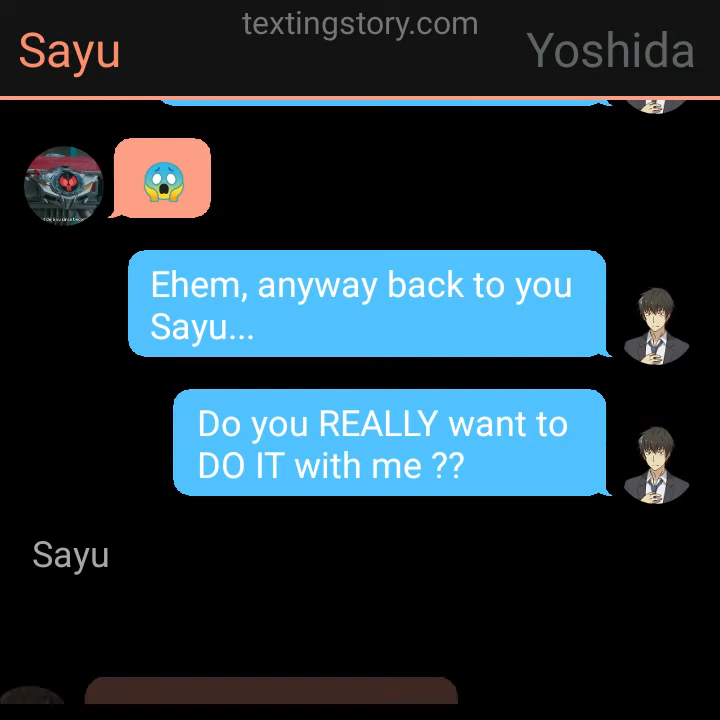 textingstory.com
Sayu
Yoshida
😱
Ehem, anyway back to you
Sayu...
Do you REALLY want to
DO IT with me ??
Sayu